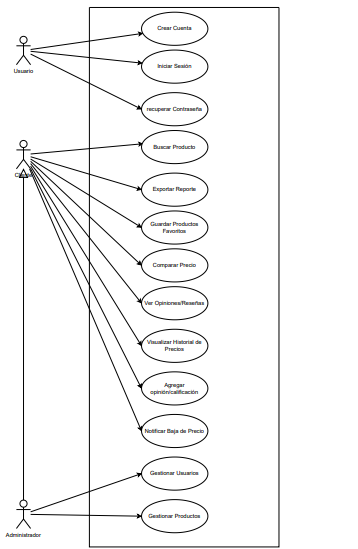 Crear Cuenta
Usuario
Iniciar Sesión
recuperar Contraseña
Buscar Producto
Exportar Reporte
Guardar Productos
Favoritos
Comparar Precio
Ver Opiniones/Reseñas
Visualizar Historial de
Precios
Agregar
opinión/calificación
Notificar Baja de Precio
Gestionar Usuarios
Gestionar Productos
Administrador